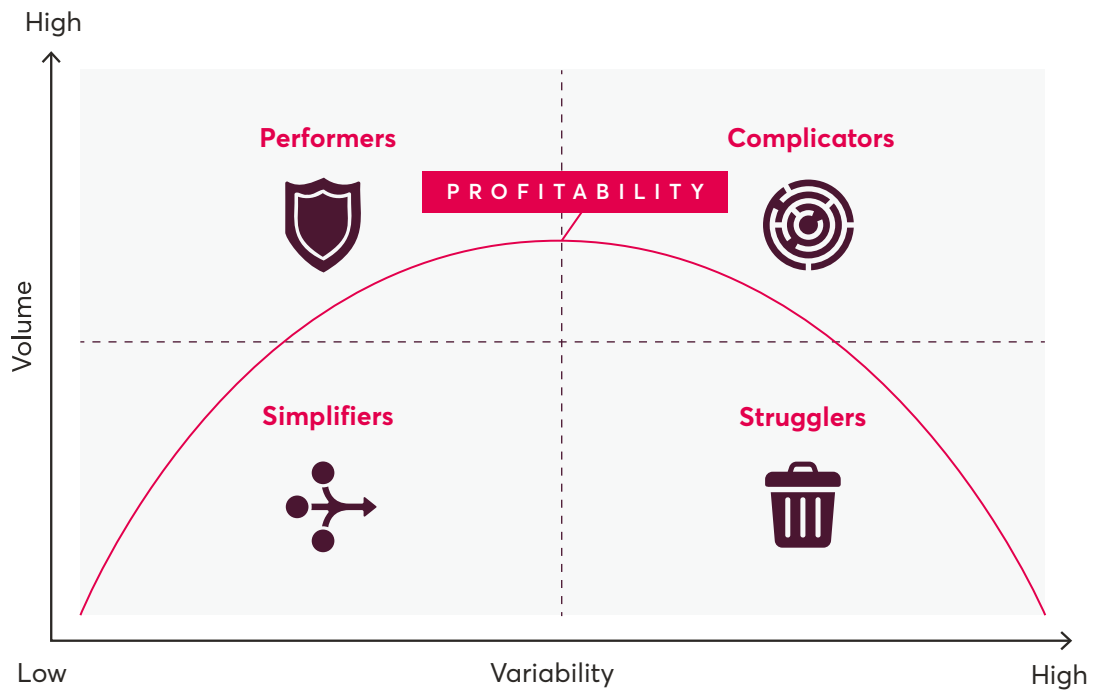 High
Performers
Complicators
PROFITABILITY
Volume
Simplifiers
Strugglers
Low
Variability
High